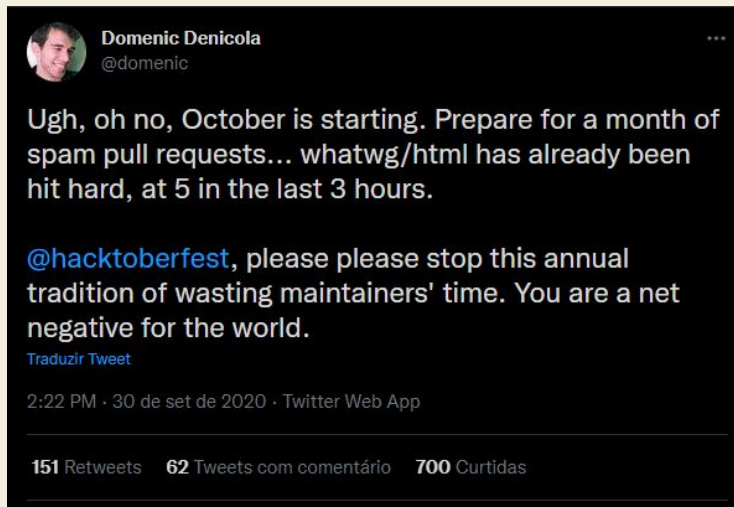 Domenic Denicola
@domenic
Ugh, oh no, October is starting. Prepare for a month of
spam pull requests... whatwg/html has already been
hit hard, at 5 in the last 3 hours.
@hacktoberfest, please please stop this annual
tradition of wasting maintainers' time. You are a net
negative for the world.
Traduzir Tweet
2:22 PM · 30 de set de 2020 · Twitter Web App
151 Retweets 62 Tweets com comentário 700 Curtidas